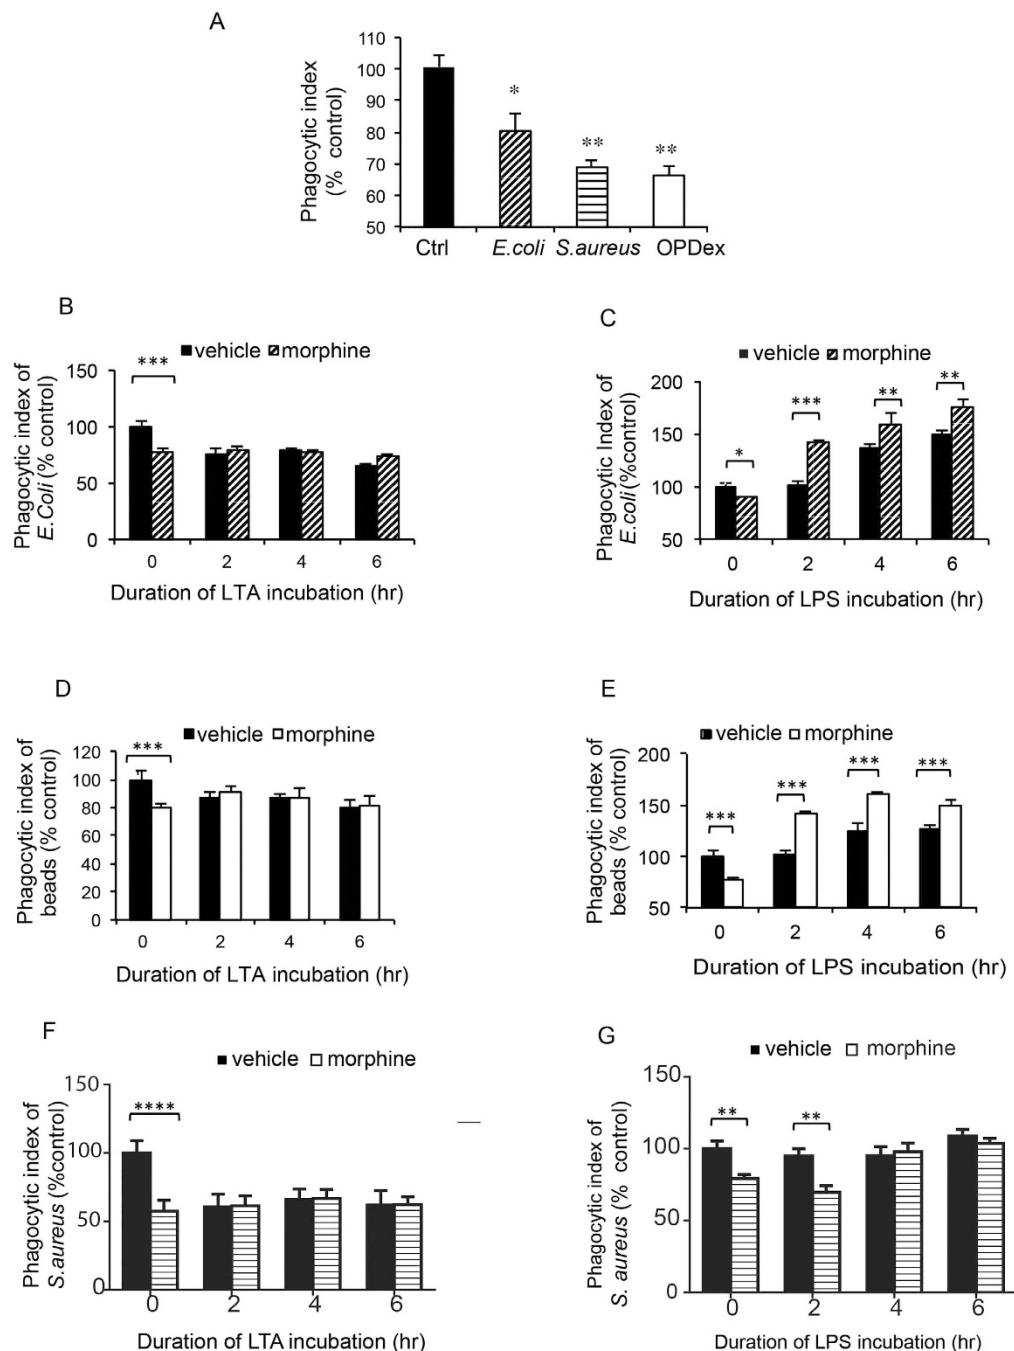 A
Phagocytic index
(% control)
110
100
90
80
70
60
50
*
**
**
Ctrl E.coli S.aureus OPDex
B
vehicle morphine
Phagocytic index of
E.Coli (% control)
150
100
50
0
***
0 2 4 6
Duration of LTA incubation (hr)
C
vehicle morphine
Phagocytic Index of
E.coli (%control)
200
150
100
50
*
***
**
**
0 2 4 6
Duration of LPS incubation (hr)
D
vehicle morphine
Phagocytic index of
beads (% control)
120
100
80
60
40
20
0
***
0 2 4 6
Duration of LTA incubation (hr)
E
vehicle morphine
Phagocytic index of
beads (% control)
200
150
100
50
***
***
***
***
0 2 4 6
Duration of LPS incubation (hr)
F
vehicle morphine
Phagocytic index of
S.aureus (%control)
150
100
50
0
****
0 2 4 6
Duration of LTA incubation (hr)
G
vehicle morphine
Phagocytic index of
S. aureus (% control)
150
100
50
0
**
**
0 2 4 6
Duration of LPS incubation (hr)